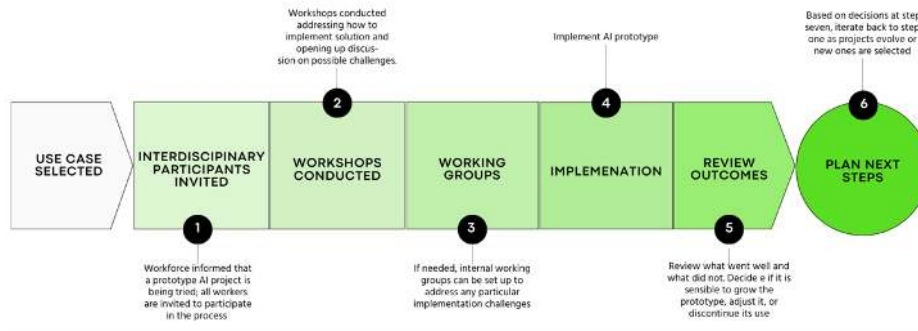 Workshops conducted
addressing how to
implement solution and
opening up discus-
sion on possible challenges.
Implement AI prototype
Based on decisions at step
seven, iterate back to step
one as projects evolve or
new ones are selected
2
4
6
USE CASE
SELECTED
INTERDISCIPINARY
PARTICIPANTS
INVITED
WORKSHOPS
CONDUCTED
WORKING
GROUPS
IMPLEMENATION
REVIEW
OUTCOMES
PLAN NEXT
STEPS
1
3
5
Workforce informed that
a prototype AI project is
being tried; all workers
are invited to participate
in the process
If needed, internal working
groups can be set up to
address any particular
implementation challenges
Review what went well and
what did not. Decide e if it is
sensible to grow the
prototype, adjust it, or
discontinue its use